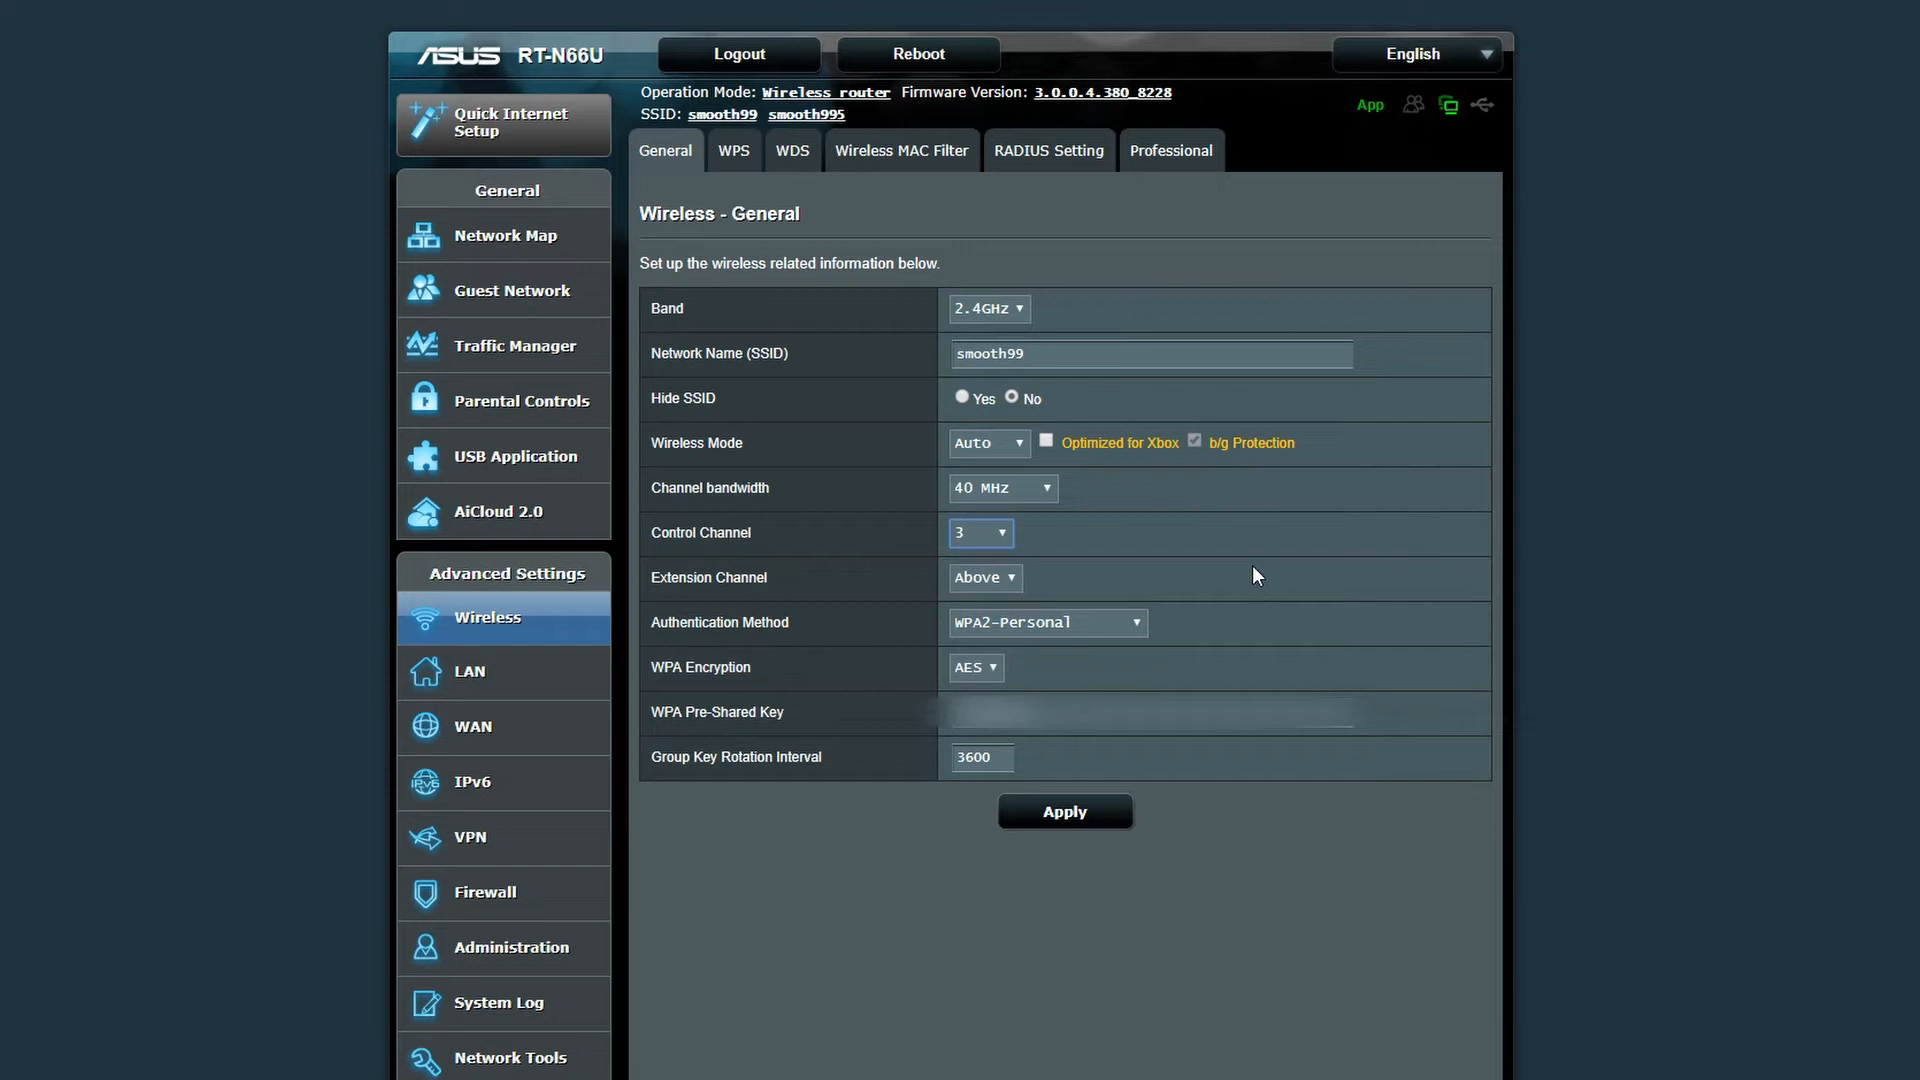 ASUS RT-N66U
Logout
Reboot
English
Operation Mode: Wireless router Firmware Version: 3.0.0.4.380_8228
SSID: smooth99 smooth995
App
Quick Internet
Setup
General
Network Map
Guest Network
Traffic Manager
Parental Controls
USB Application
AiCloud 2.0
Advanced Settings
Wireless
LAN
WAN
IPv6
VPN
Firewall
Administration
System Log
Network Tools
General
WPS
WDS
Wireless MAC Filter
RADIUS Setting
Professional
Wireless - General
Set up the wireless related information below.
Band 2.4GHz
Network Name (SSID) smooth99
Hide SSID Yes No
Wireless Mode Auto Optimized for Xbox b/g Protection
Channel bandwidth 40 MHz
Control Channel 3
Extension Channel Above
Authentication Method WPA2-Personal
WPA Encryption AES
WPA Pre-Shared Key
Group Key Rotation Interval 3600
Apply